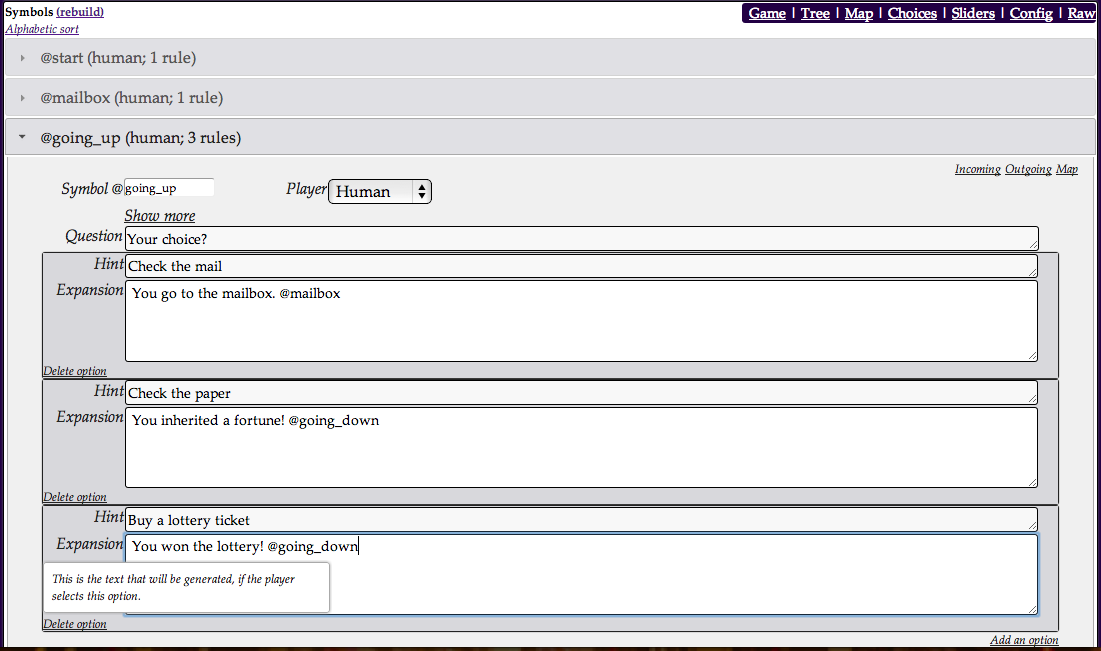 Symbols (rebuild)
Game | Tree | Map | Choices | Sliders | Config | Raw
Alphabetic sort
@start (human; 1 rule)
@mailbox (human; 1 rule)
@going_up (human; 3 rules)
Incoming Outgoing Map
Symbol @ going_up Player Human
Show more
Question Your choice?
Hint Check the mail
Expansion You go to the mailbox. @mailbox
Delete option
Hint Check the paper
Expansion You inherited a fortune! @going_down
Delete option
Hint Buy a lottery ticket
Expansion You won the lottery! @going_down
This is the text that will be generated, if the player
selects this option.
Delete option
Add an option